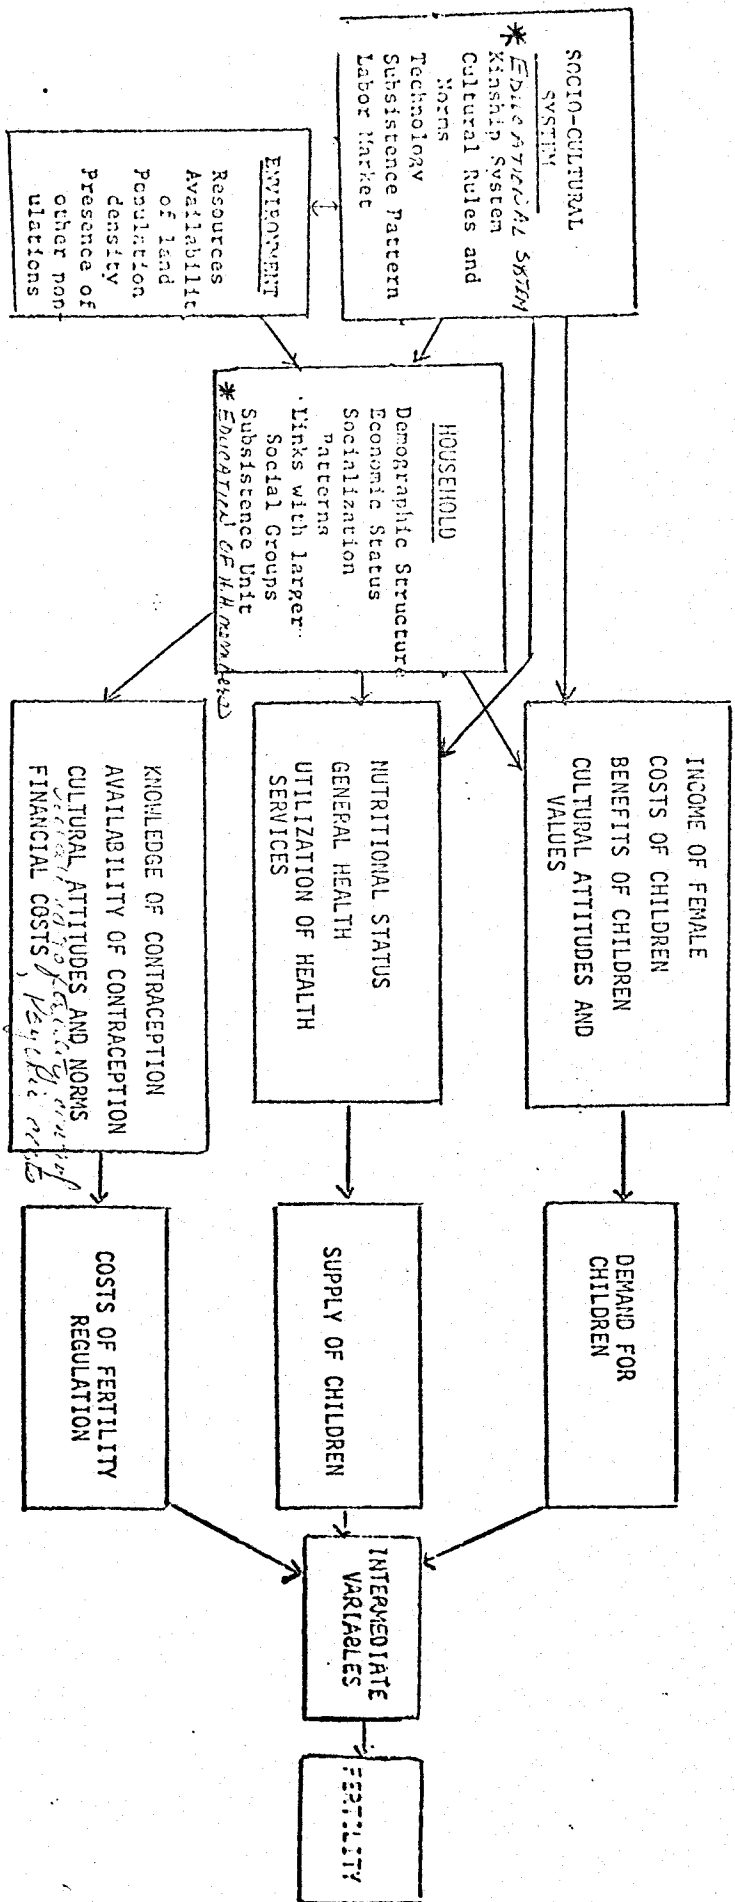 SOCIO-CULTURAL
SYSTEM
* EDUCATIONAL SYSTEM
Kinship System
Cultural Rules and
Norms
Technology
Subsistence Pattern
Labor Market
ENVIRONMENT
Resources
Availabilit
of land
Population
density
Presence of
other pop-
ulations
HOUSEHOLD
Demographic Structure
Economic Status
Socialization
Patterns
Links with larger
Social Groups
Subsistence Unit
* EDUCATION OF H.H. members
INCOME OF FEMALE
COSTS OF CHILDREN
BENEFITS OF CHILDREN
CULTURAL ATTITUDES AND
VALUES
NUTRITIONAL STATUS
GENERAL HEALTH
UTILIZATION OF HEALTH
SERVICES
KNOWLEDGE OF CONTRACEPTION
AVAILABILITY OF CONTRACEPTION
CULTURAL ATTITUDES AND NORMS
FINANCIAL COSTS, Psychic costs
DEMAND FOR
CHILDREN
SUPPLY OF CHILDREN
COSTS OF FERTILITY
REGULATION
INTERMEDIATE
VARIABLES
FERTILITY